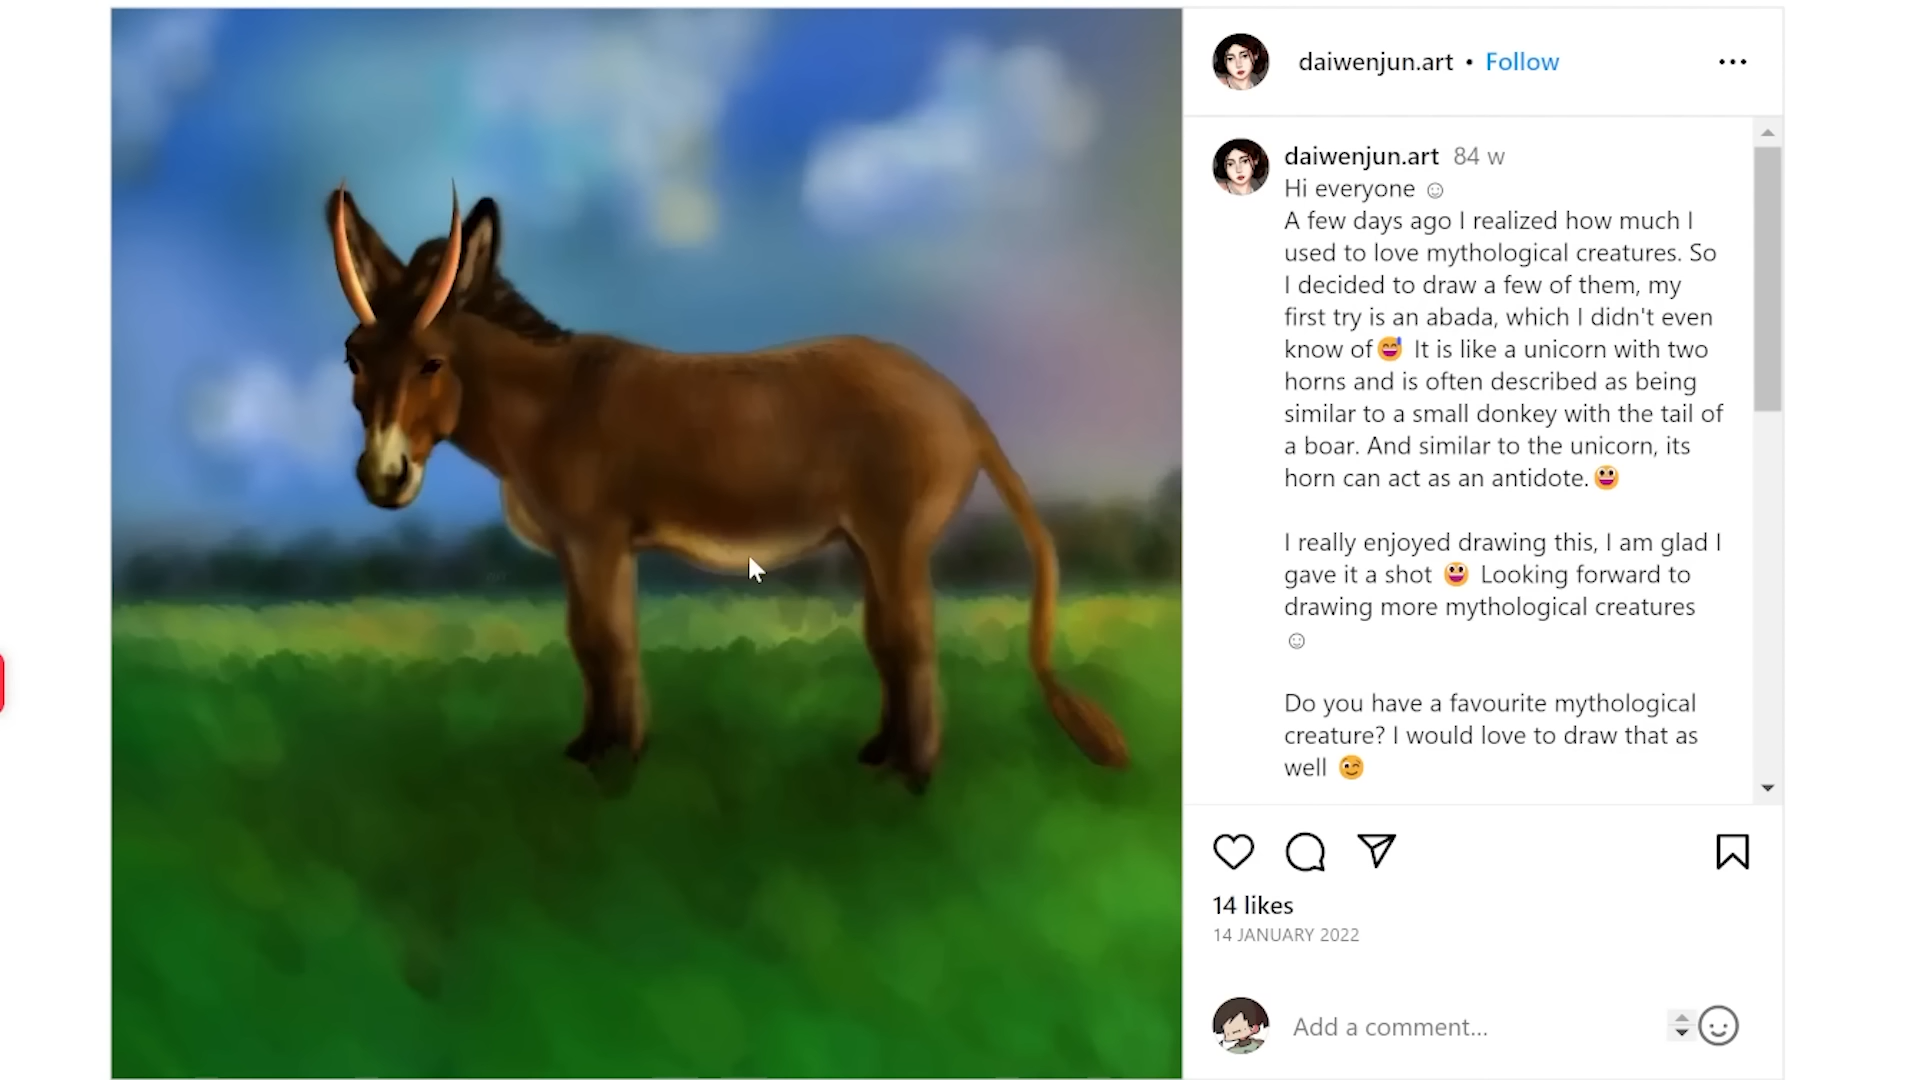 daiwenjun.art • Follow
daiwenjun.art 84 w
Hi everyone ☺
A few days ago I realized how much I
used to love mythological creatures. So
I decided to draw a few of them, my
first try is an abada, which I didn't even
know of😅 It is like a unicorn with two
horns and is often described as being
similar to a small donkey with the tail of
a boar. And similar to the unicorn, its
horn can act as an antidote.😃
I really enjoyed drawing this, I am glad I
gave it a shot 😃 Looking forward to
drawing more mythological creatures
☺
Do you have a favourite mythological
creature? I would love to draw that as
well 😉
14 likes
14 JANUARY 2022
Add a comment...